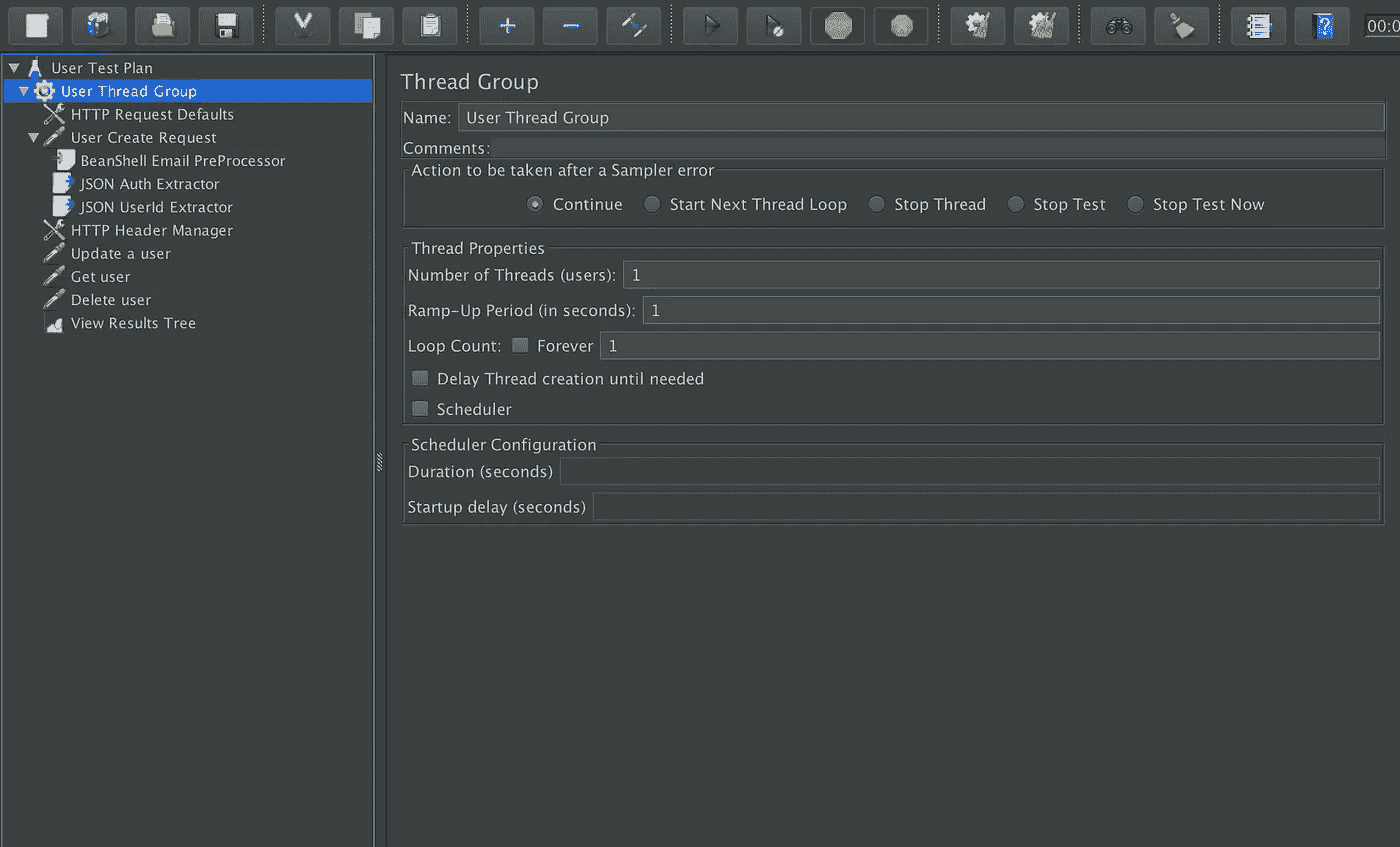 00:0
User Test Plan
User Thread Group
HTTP Request Defaults
User Create Request
BeanShell Email PreProcessor
JSON Auth Extractor
JSON UserId Extractor
HTTP Header Manager
Update a user
Get user
Delete user
View Results Tree
Thread Group
Name: User Thread Group
Comments:
Action to be taken after a Sampler error
Continue Start Next Thread Loop Stop Thread Stop Test Stop Test Now
Thread Properties
Number of Threads (users): 1
Ramp-Up Period (in seconds): 1
Loop Count: Forever 1
Delay Thread creation until needed
Scheduler
Scheduler Configuration
Duration (seconds)
Startup delay (seconds)